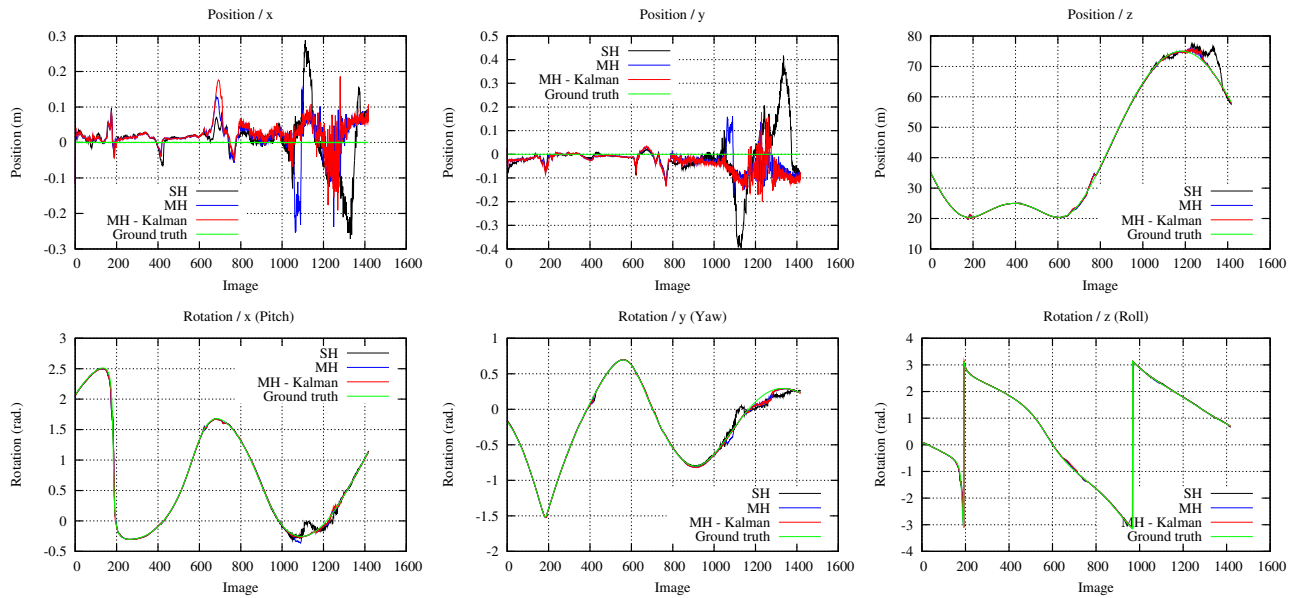 Position / x
Position (m)
0.3
0.2
0.1
0
-0.1
-0.2
-0.3
SH
MH
MH - Kalman
Ground truth
0 200 400 600 800 1000 1200 1400 1600
Image
Position / y
Position (m)
0.5
0.4
0.3
0.2
0.1
0
-0.1
-0.2
-0.3
-0.4
SH
MH
MH - Kalman
Ground truth
0 200 400 600 800 1000 1200 1400 1600
Image
Position / z
Position (m)
80
70
60
50
40
30
20
10
SH
MH
MH - Kalman
Ground truth
0 200 400 600 800 1000 1200 1400 1600
Image
Rotation / x (Pitch)
Rotation (rad.)
3
2.5
2
1.5
1
0.5
0
-0.5
SH
MH
MH - Kalman
Ground truth
0 200 400 600 800 1000 1200 1400 1600
Image
Rotation / y (Yaw)
Rotation (rad.)
1
0.5
0
-0.5
-1
-1.5
-2
SH
MH
MH - Kalman
Ground truth
0 200 400 600 800 1000 1200 1400 1600
Image
Rotation / z (Roll)
Rotation (rad.)
4
3
2
1
0
-1
-2
-3
-4
SH
MH
MH - Kalman
Ground truth
0 200 400 600 800 1000 1200 1400 1600
Image